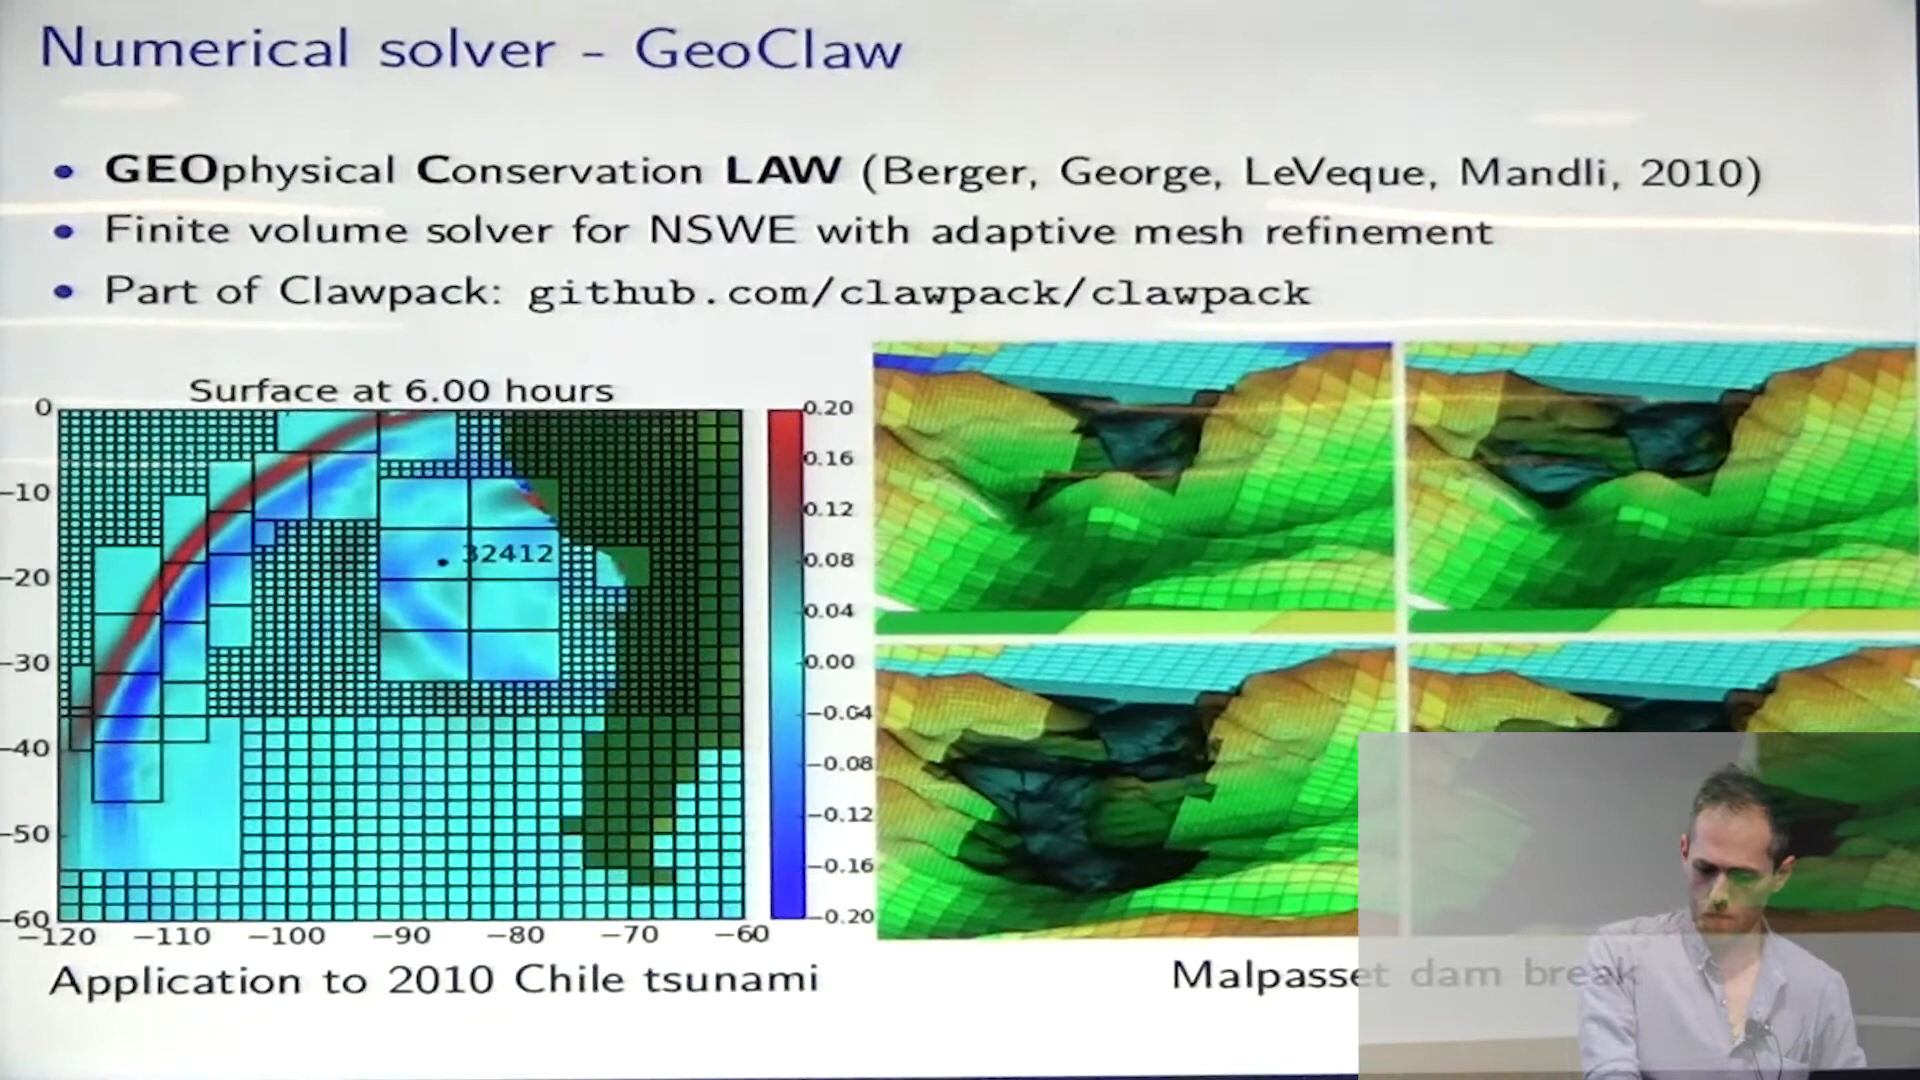 Numerical solver - GeoClaw
• GEOphysical Conservation LAW (Berger, George, LeVeque, Mandli, 2010)
• Finite volume solver for NSWE with adaptive mesh refinement
• Part of Clawpack: github.com/clawpack/clawpack
Surface at 6.00 hours
0
−10
−20
−30
−40
−50
−60
−120 −110 −100 −90 −80 −70 −60
32412
0.20
0.16
0.12
0.08
0.04
0.00
−0.04
−0.08
−0.12
−0.16
−0.20
Application to 2010 Chile tsunami
Malpasset dam break